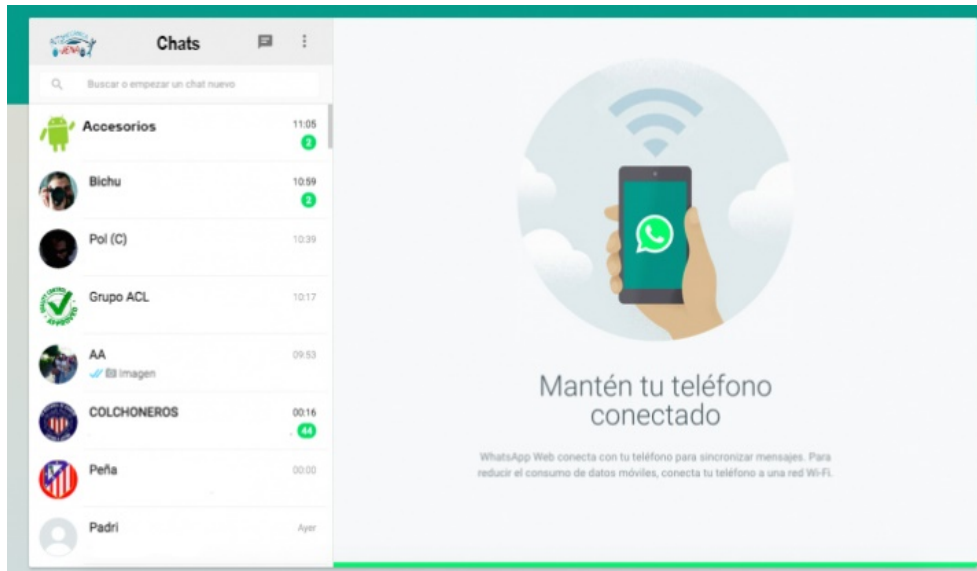 Chats
Buscar o empezar un chat nuevo
Accesorios 11:05
2
Bichu 10:59
2
Pol (C) 10:39
Grupo ACL 10:17
APPROVED
AA 09:53
Imagen
COLCHONEROS 00:16
44
Peña 00:00
Padri Ayer
Mantén tu teléfono
conectado
WhatsApp Web conecta con tu teléfono para sincronizar mensajes. Para
reducir el consumo de datos móviles, conecta tu teléfono a una red Wi-Fi.